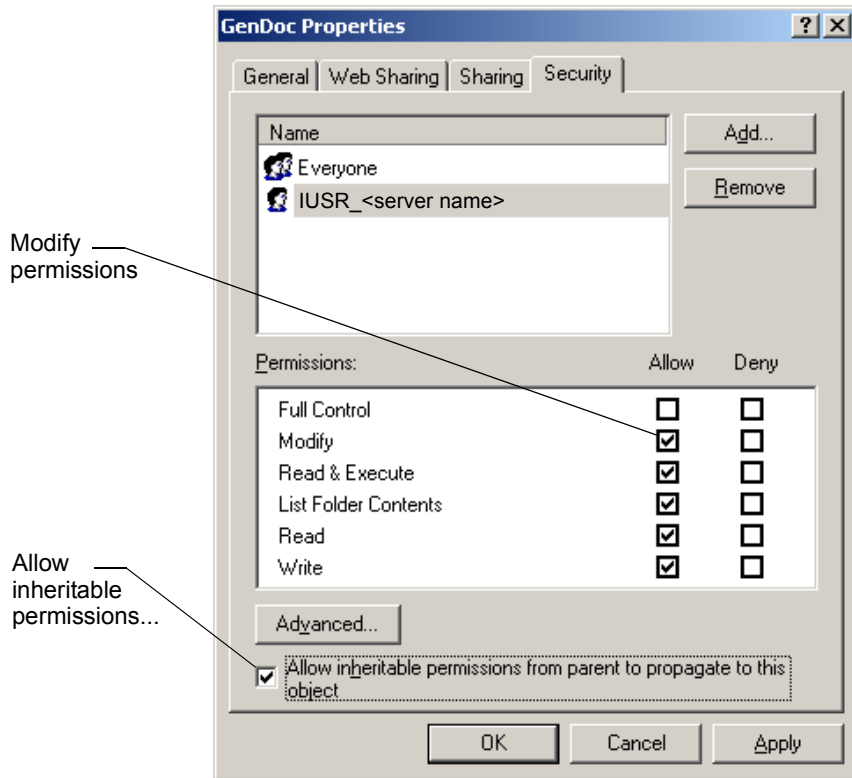 GenDoc Properties
General Web Sharing Sharing Security
Name
Add...
Everyone
Remove
IUSR_<server name>
Modify
permissions
Permissions: Allow Deny
Full Control
Modify
Read & Execute
List Folder Contents
Read
Write
Allow
inheritable
permissions...
Advanced...
Allow inheritable permissions from parent to propagate to this
object
OK Cancel Apply